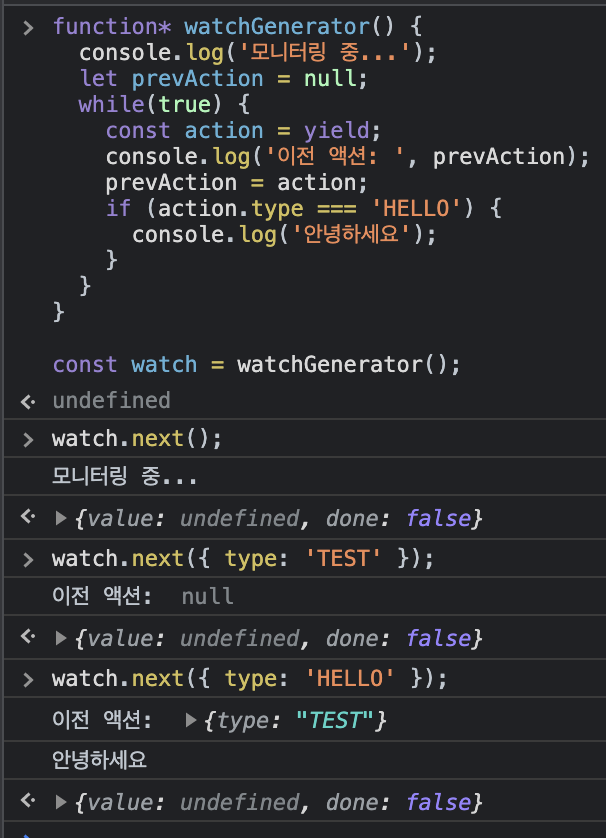 function* watchGenerator() {
console.log('모니터링 중...');
let prevAction = null;
while(true) {
const action = yield;
console.log('이전 액션: ', prevAction);
prevAction = action;
if (action.type === 'HELLO') {
console.log('안녕하세요');
}
}
}
const watch = watchGenerator();
undefined
watch.next();
모니터링 중...
{value: undefined, done: false}
watch.next({ type: 'TEST' });
이전 액션:  null
{value: undefined, done: false}
watch.next({ type: 'HELLO' });
이전 액션:  {type: "TEST"}
안녕하세요
{value: undefined, done: false}